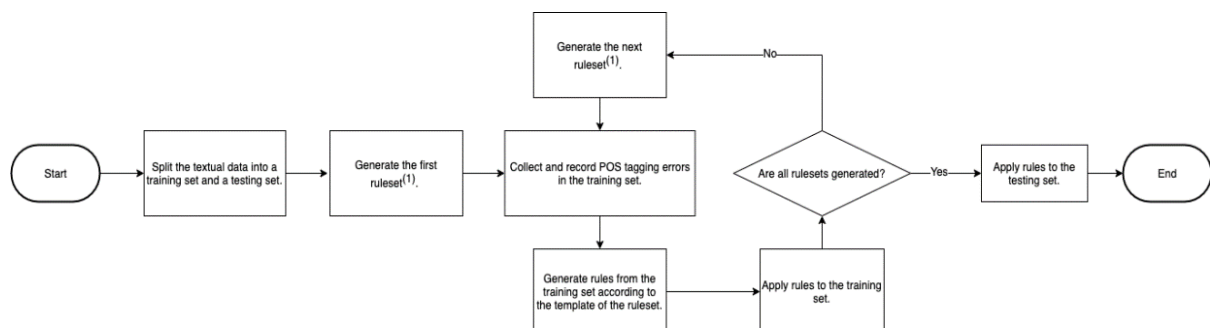 Start
Split the textual data into a
training set and a testing set.
Generate the first
ruleset(1).
Collect and record POS tagging errors
in the training set.
Generate rules from the
training set according to
the template of the ruleset.
Apply rules to the training
set.
Are all rulesets generated?
No
Generate the next
ruleset(1).
Yes
Apply rules to the
testing set.
End